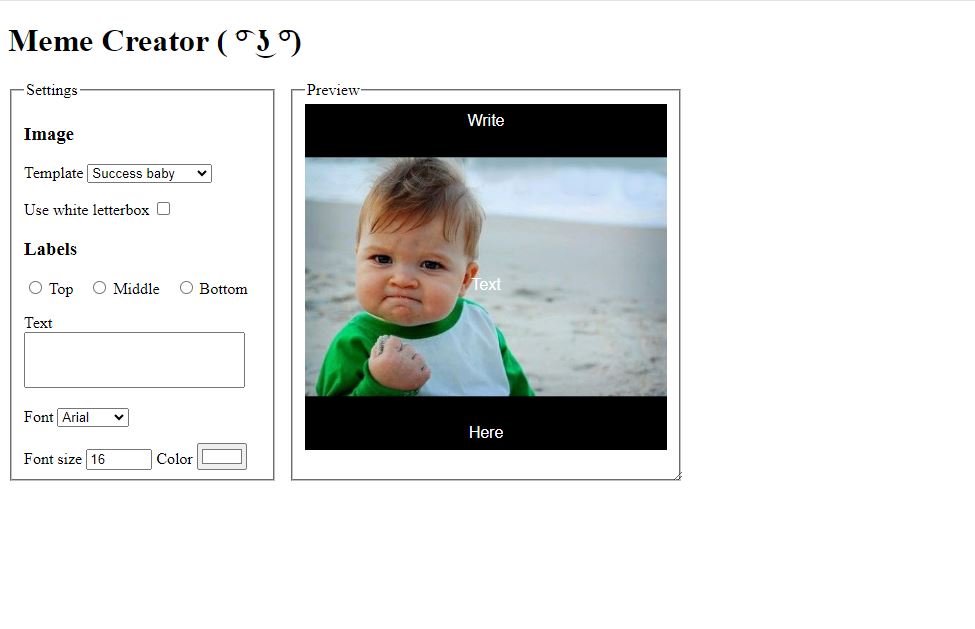 Meme Creator ( ͡° ͜ʖ ͡°)
Settings
Image
Template Success baby
Use white letterbox
Labels
Top Middle Bottom
Text
Font Arial
Font size 16 Color
Preview
Write
Text
Here